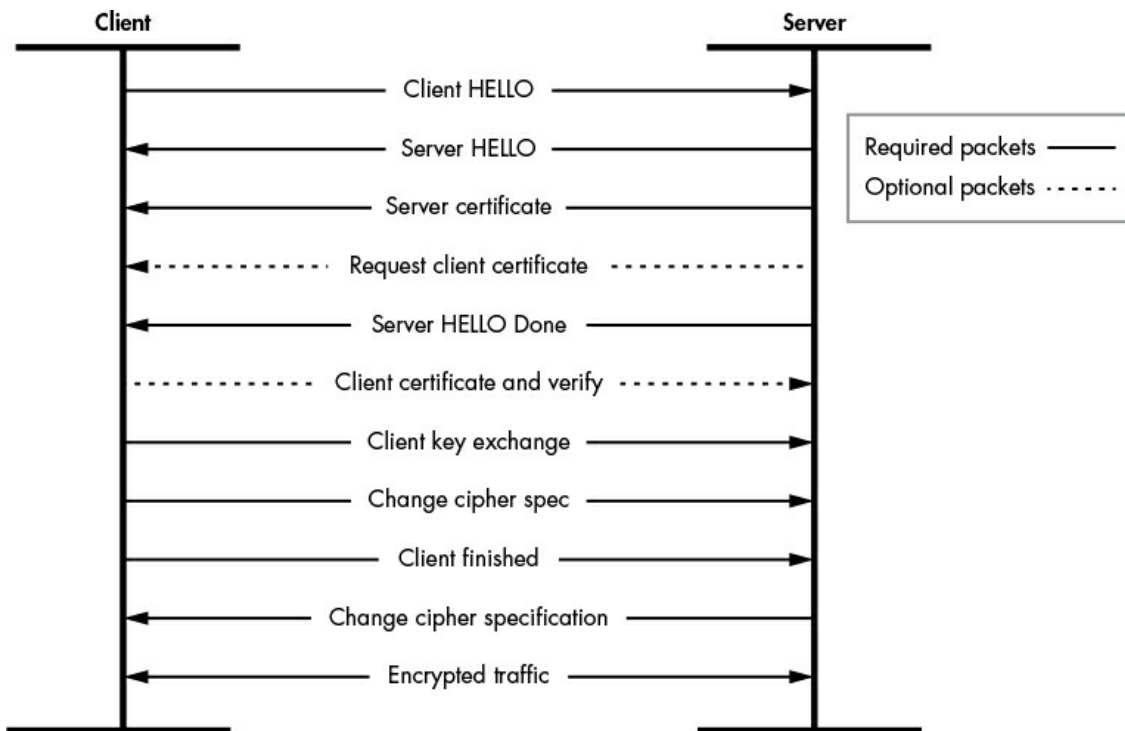 Client
Server
Client HELLO
Server HELLO
Required packets
Optional packets
Server certificate
Request client certificate
Server HELLO Done
Client certificate and verify
Client key exchange
Change cipher spec
Client finished
Change cipher specification
Encrypted traffic